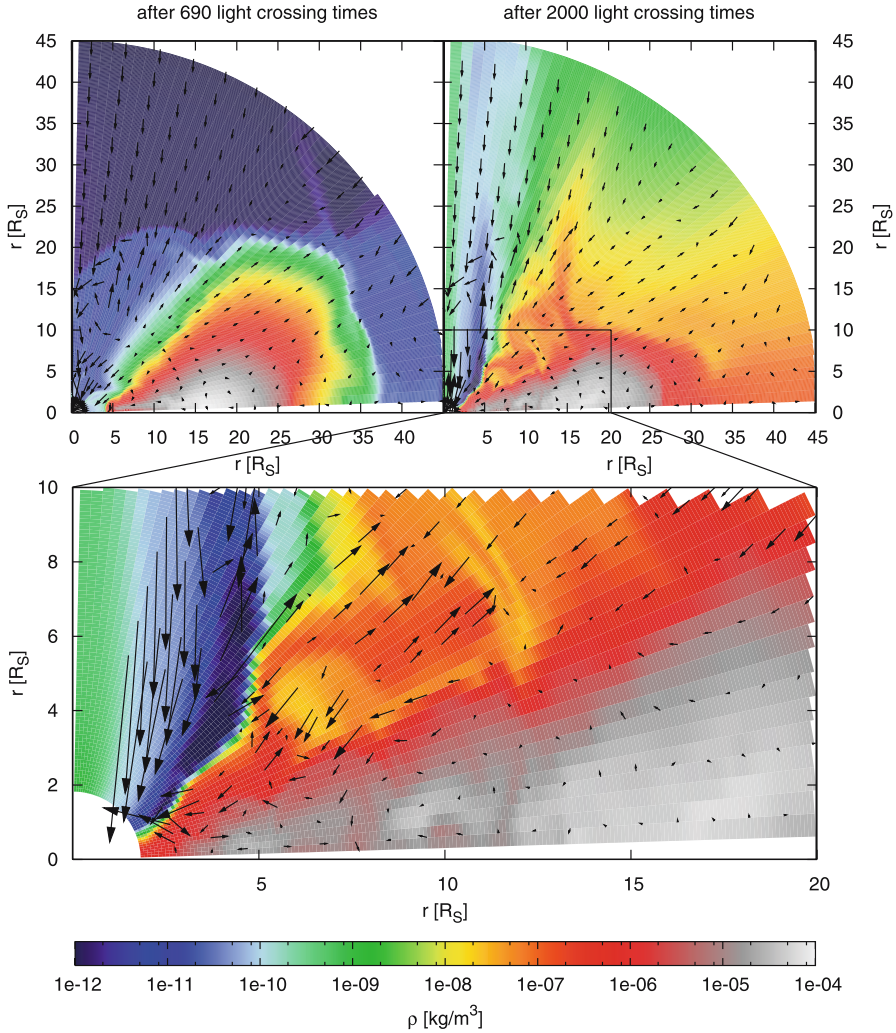 after 690 light crossing times
after 2000 light crossing times
45
40
35
30
25
20
15
10
5
0
r [R_S]
0 5 10 15 20 25 30 35 40
r [R_S]
45
40
35
30
25
20
15
10
5
0
r [R_S]
5 10 15 20 25 30 35 40 45
r [R_S]
10
8
6
4
2
0
r [R_S]
5 10 15 20
r [R_S]
1e-12 1e-11 1e-10 1e-09 1e-08 1e-07 1e-06 1e-05 1e-04
ρ [kg/m³]